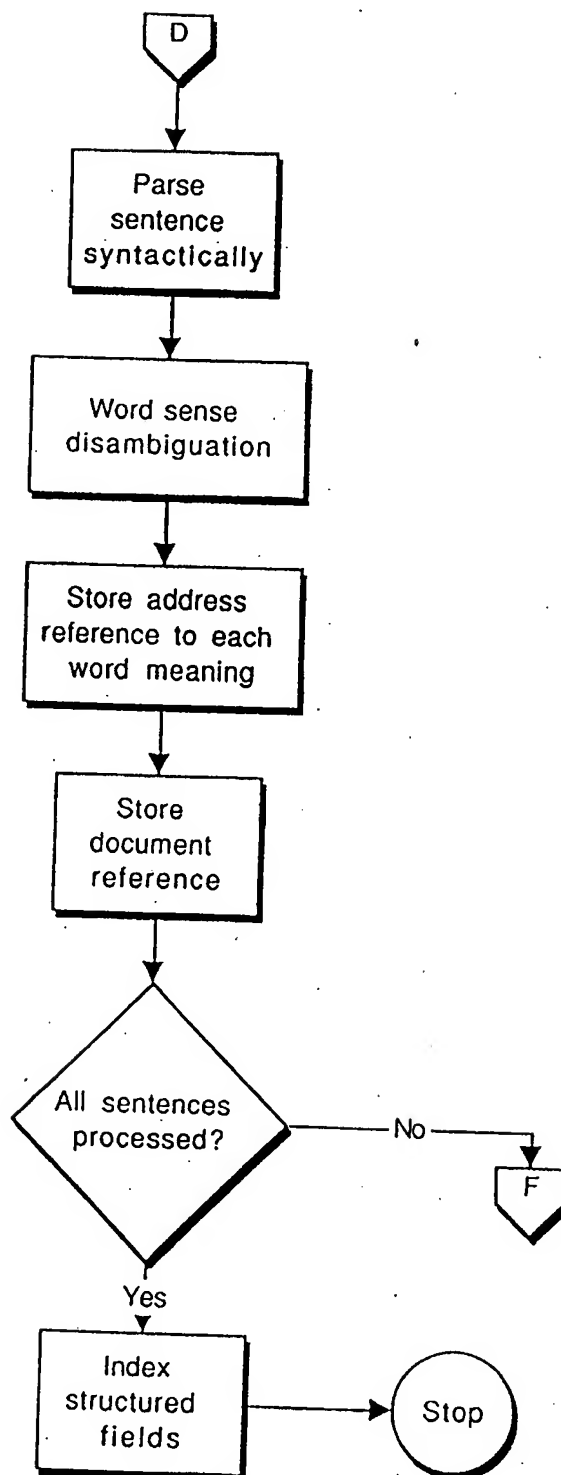 D
Parse
sentence
syntactically
Word sense
disambiguation
Store address
reference to each
word meaning
Store
document
reference
All sentences
processed?
No
F
Yes
Index
structured
fields
Stop